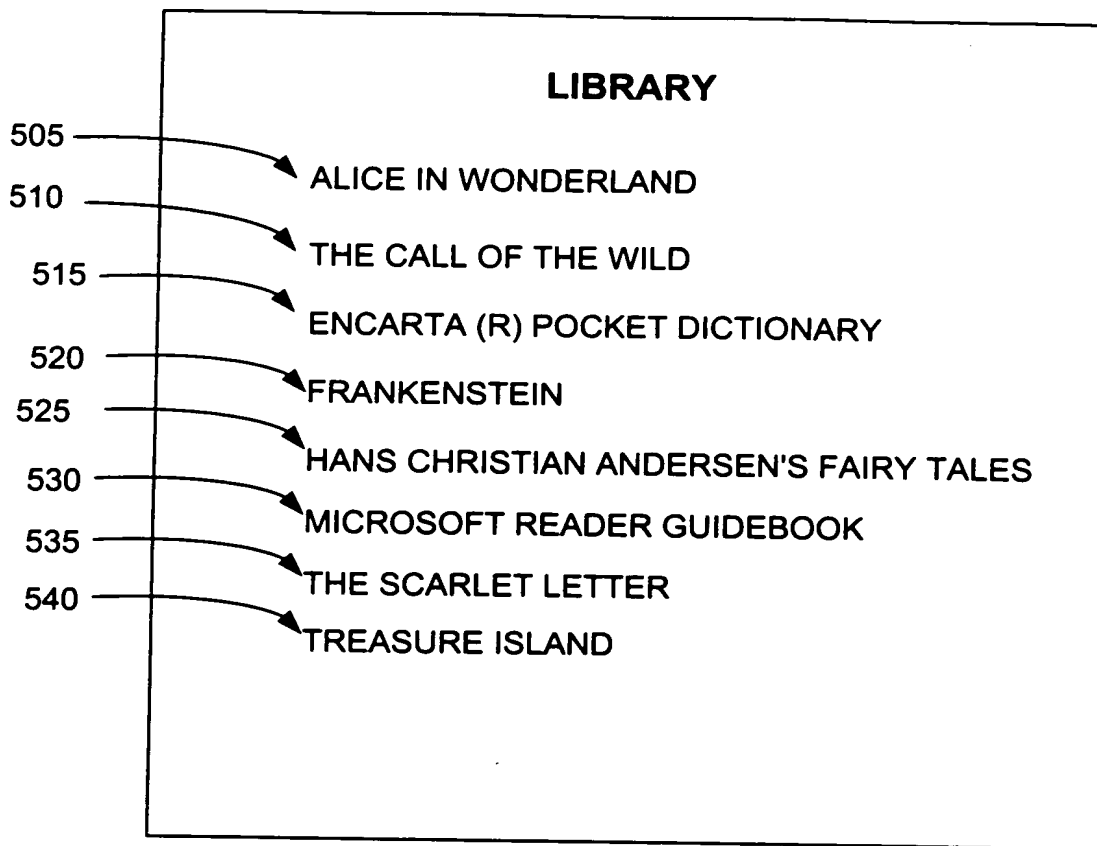 LIBRARY
505 ALICE IN WONDERLAND
510 THE CALL OF THE WILD
515 ENCARTA (R) POCKET DICTIONARY
520 FRANKENSTEIN
525 HANS CHRISTIAN ANDERSEN'S FAIRY TALES
530 MICROSOFT READER GUIDEBOOK
535 THE SCARLET LETTER
540 TREASURE ISLAND